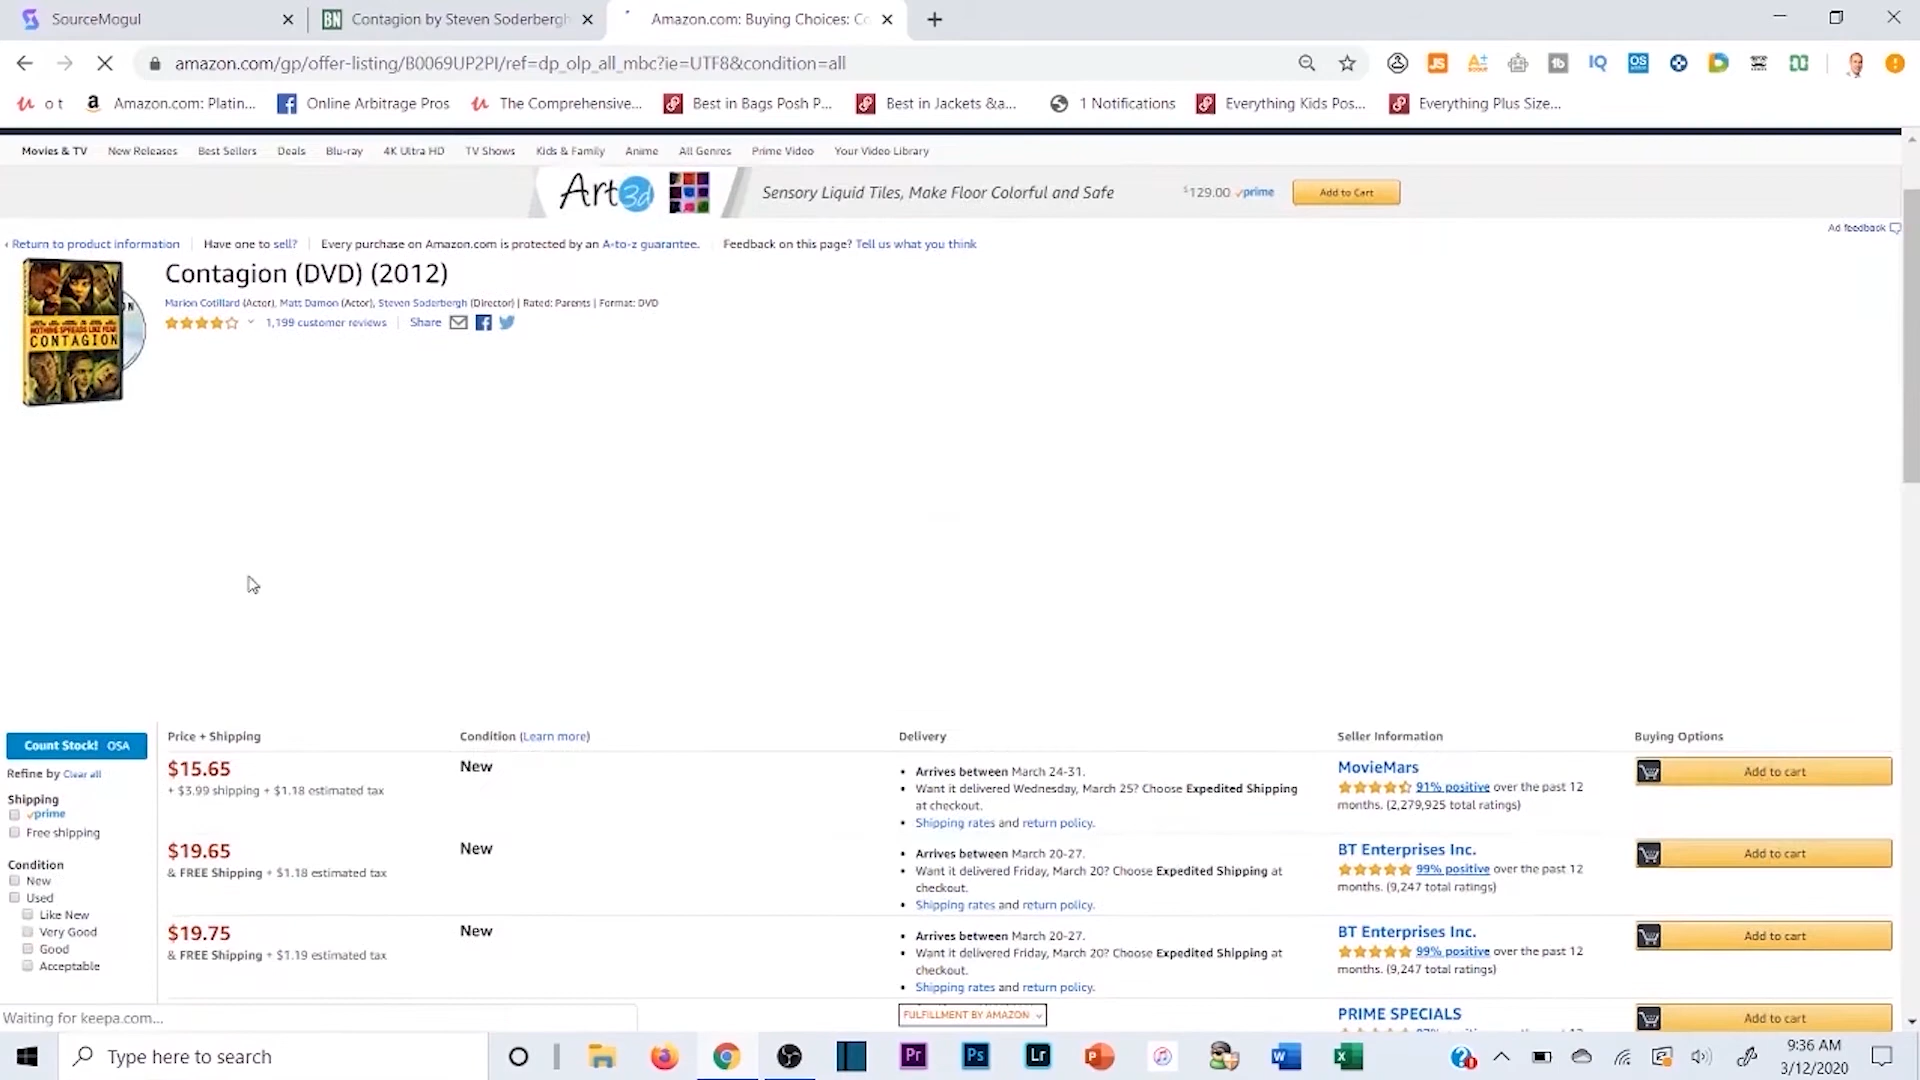 SourceMogul
BN Contagion by Steven Soderbergh
Amazon.com: Buying Choices: Co
amazon.com/gp/offer-listing/B0069UP2PI/ref=dp_olp_all_mbc?ie=UTF8&condition=all
o t
Amazon.com: Platin...
Online Arbitrage Pros
The Comprehensive...
Best in Bags Posh P...
Best in Jackets &a...
1 Notifications
Everything Kids Pos...
Everything Plus Size...
Movies & TV New Releases Best Sellers Deals Blu-ray 4K Ultra HD TV Shows Kids & Family Anime All Genres Prime Video Your Video Library
Art3d Sensory Liquid Tiles, Make Floor Colorful and Safe $129.00 prime Add to Cart
Ad feedback
‹ Return to product information Have one to sell? Every purchase on Amazon.com is protected by an A-to-z guarantee. Feedback on this page? Tell us what you think
Contagion (DVD) (2012)
Marion Cotillard (Actor), Matt Damon (Actor), Steven Soderbergh (Director) | Rated: Parents | Format: DVD
1,199 customer reviews Share
NOTHING SPREADS LIKE FEAR
CONTAGION
Count Stock! OSA
Refine by Clear all
Shipping
prime
Free shipping
Condition
New
Used
Like New
Very Good
Good
Acceptable
Price + Shipping Condition (Learn more) Delivery Seller Information Buying Options
$15.65
+ $3.99 shipping + $1.18 estimated tax
New
Arrives between March 24-31.
Want it delivered Wednesday, March 25? Choose Expedited Shipping
at checkout.
Shipping rates and return policy.
MovieMars
91% positive over the past 12
months. (2,279,925 total ratings)
Add to cart
$19.65
& FREE Shipping + $1.18 estimated tax
New
Arrives between March 20-27.
Want it delivered Friday, March 20? Choose Expedited Shipping at
checkout.
Shipping rates and return policy.
BT Enterprises Inc.
99% positive over the past 12
months. (9,247 total ratings)
Add to cart
$19.75
& FREE Shipping + $1.19 estimated tax
New
Arrives between March 20-27.
Want it delivered Friday, March 20? Choose Expedited Shipping at
checkout.
Shipping rates and return policy.
BT Enterprises Inc.
99% positive over the past 12
months. (9,247 total ratings)
Add to cart
FULFILLMENT BY AMAZON
PRIME SPECIALS
Add to cart
Waiting for keepa.com...
Type here to search
Pr
Ps
Lr
9:36 AM
3/12/2020